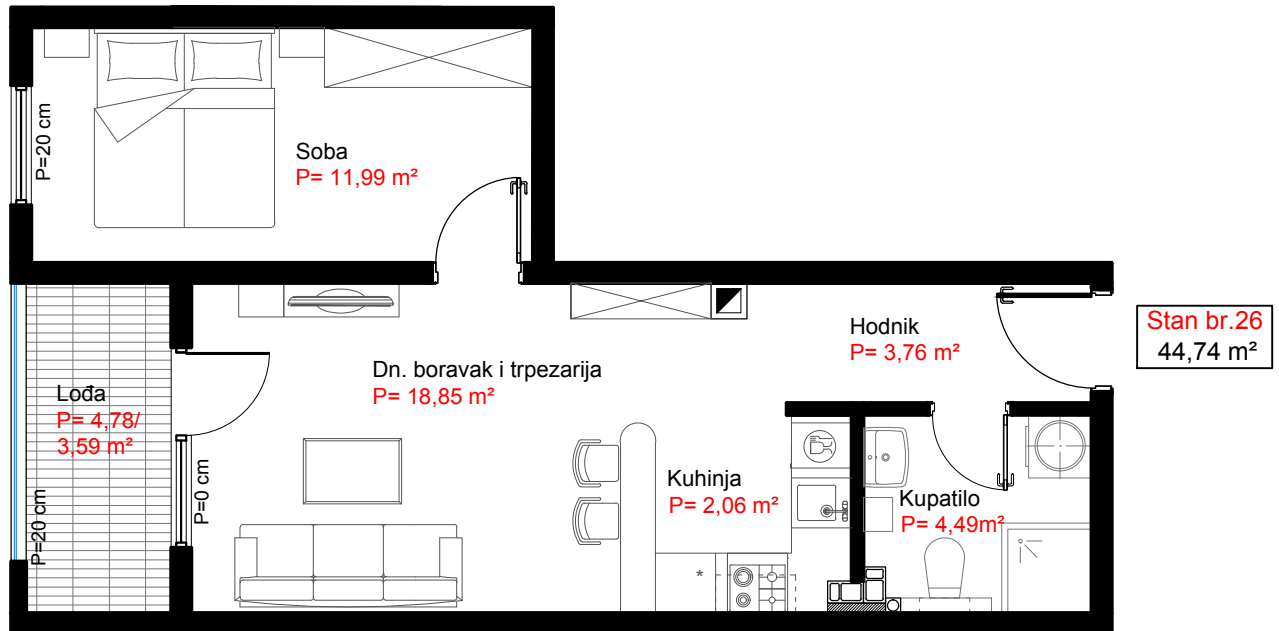 P=20 cm
Soba
P= 11,99 m²
Stan br.26
44,74 m²
Hodnik
P= 3,76 m²
Dn. boravak i trpezarija
P= 18,85 m²
Lođa
P= 4,78/
3,59 m²
P=20 cm
P=0 cm
Kuhinja
P= 2,06 m²
Kupatilo
P= 4,49m²
*